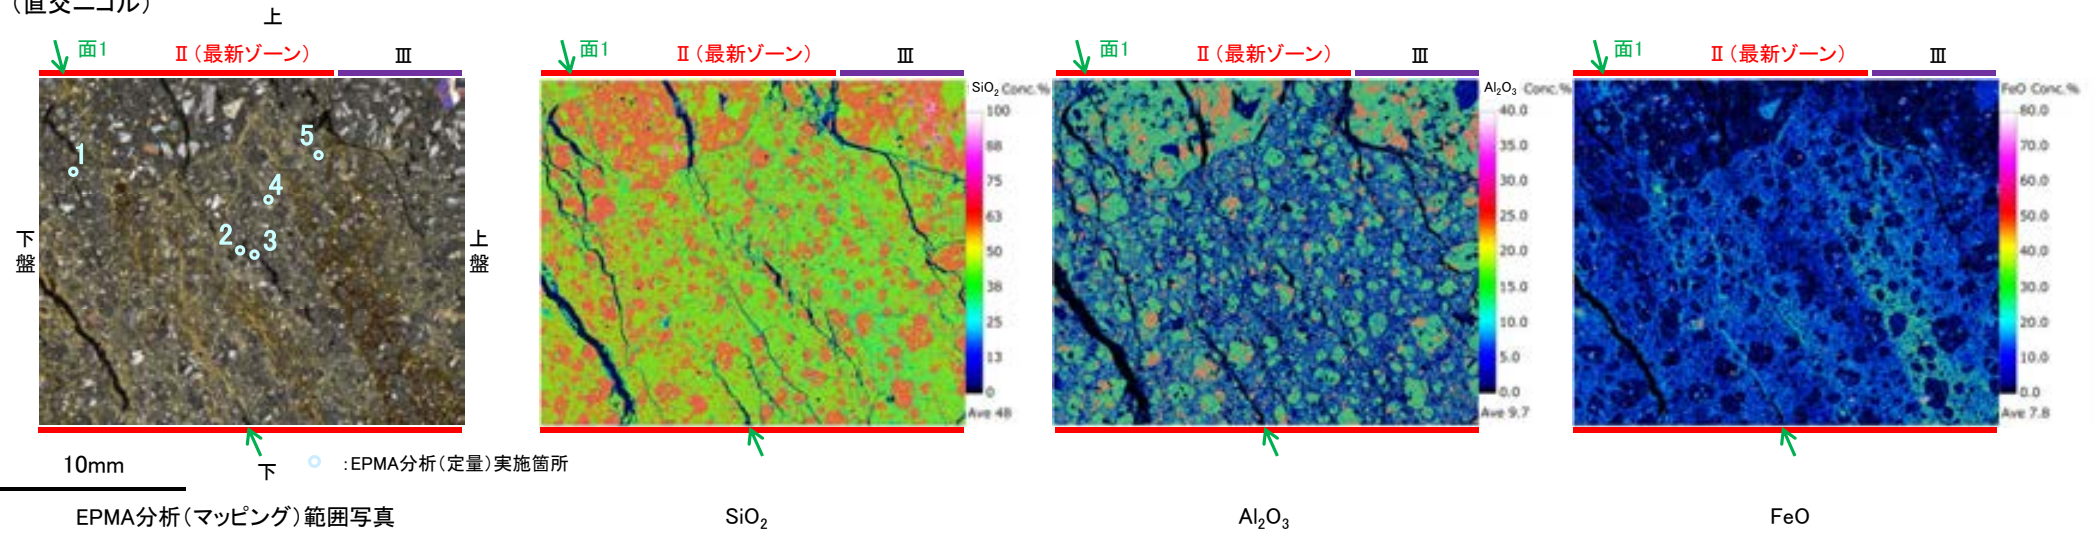 (直交ニコル)
上
面1
Ⅱ(最新ゾーン)
Ⅲ
1
5
4
2
3
下盤
上盤
10mm
下
:EPMA分析(定量)実施箇所
EPMA分析(マッピング)範囲写真
面1
Ⅱ(最新ゾーン)
Ⅲ
SiO₂ Conc.%
100
88
75
63
50
38
25
13
0
Ave 48
SiO₂
面1
Ⅱ(最新ゾーン)
Ⅲ
Al₂O₃ Conc.%
40.0
35.0
30.0
25.0
20.0
15.0
10.0
5.0
0.0
Ave 9.7
Al₂O₃
面1
Ⅱ(最新ゾーン)
Ⅲ
FeO Conc.%
80.0
70.0
60.0
50.0
40.0
30.0
20.0
10.0
0.0
Ave 7.8
FeO